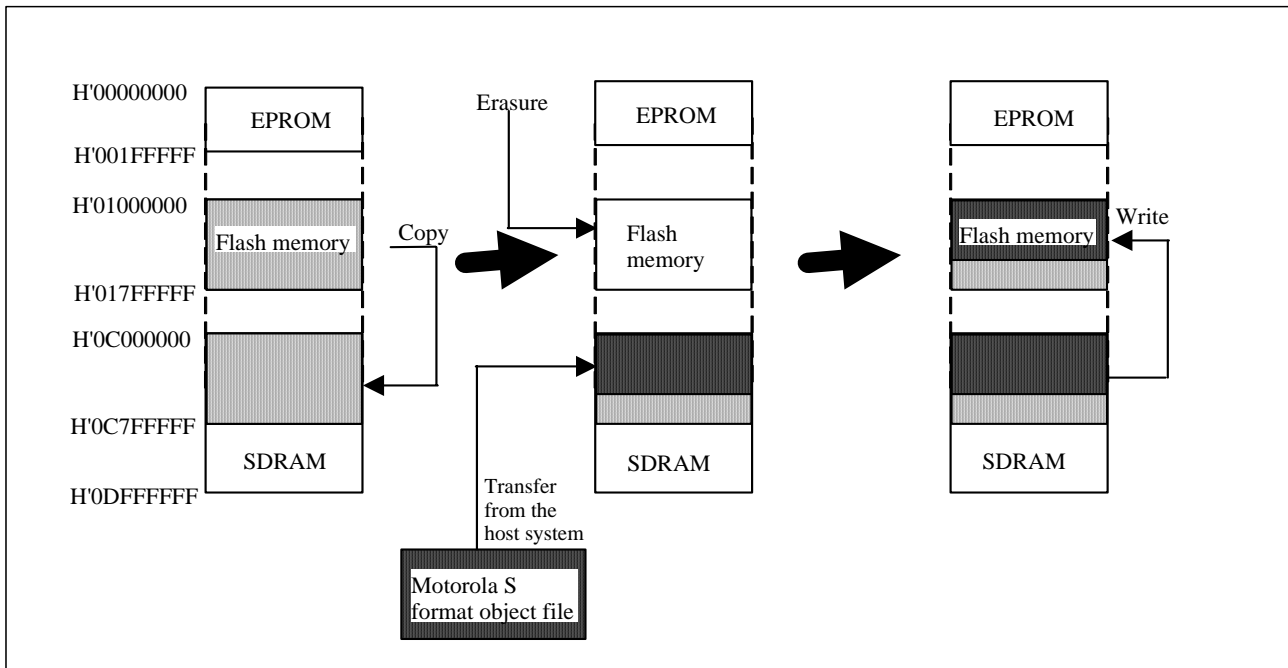 H'00000000
EPROM
H'001FFFFF
H'01000000
Flash memory
H'017FFFFF
H'0C000000
H'0C7FFFFF
SDRAM
H'0DFFFFFF
Copy
Erasure
EPROM
Flash
memory
SDRAM
Transfer
from the
host system
Motorola S
format object file
EPROM
Flash memory
Write
SDRAM